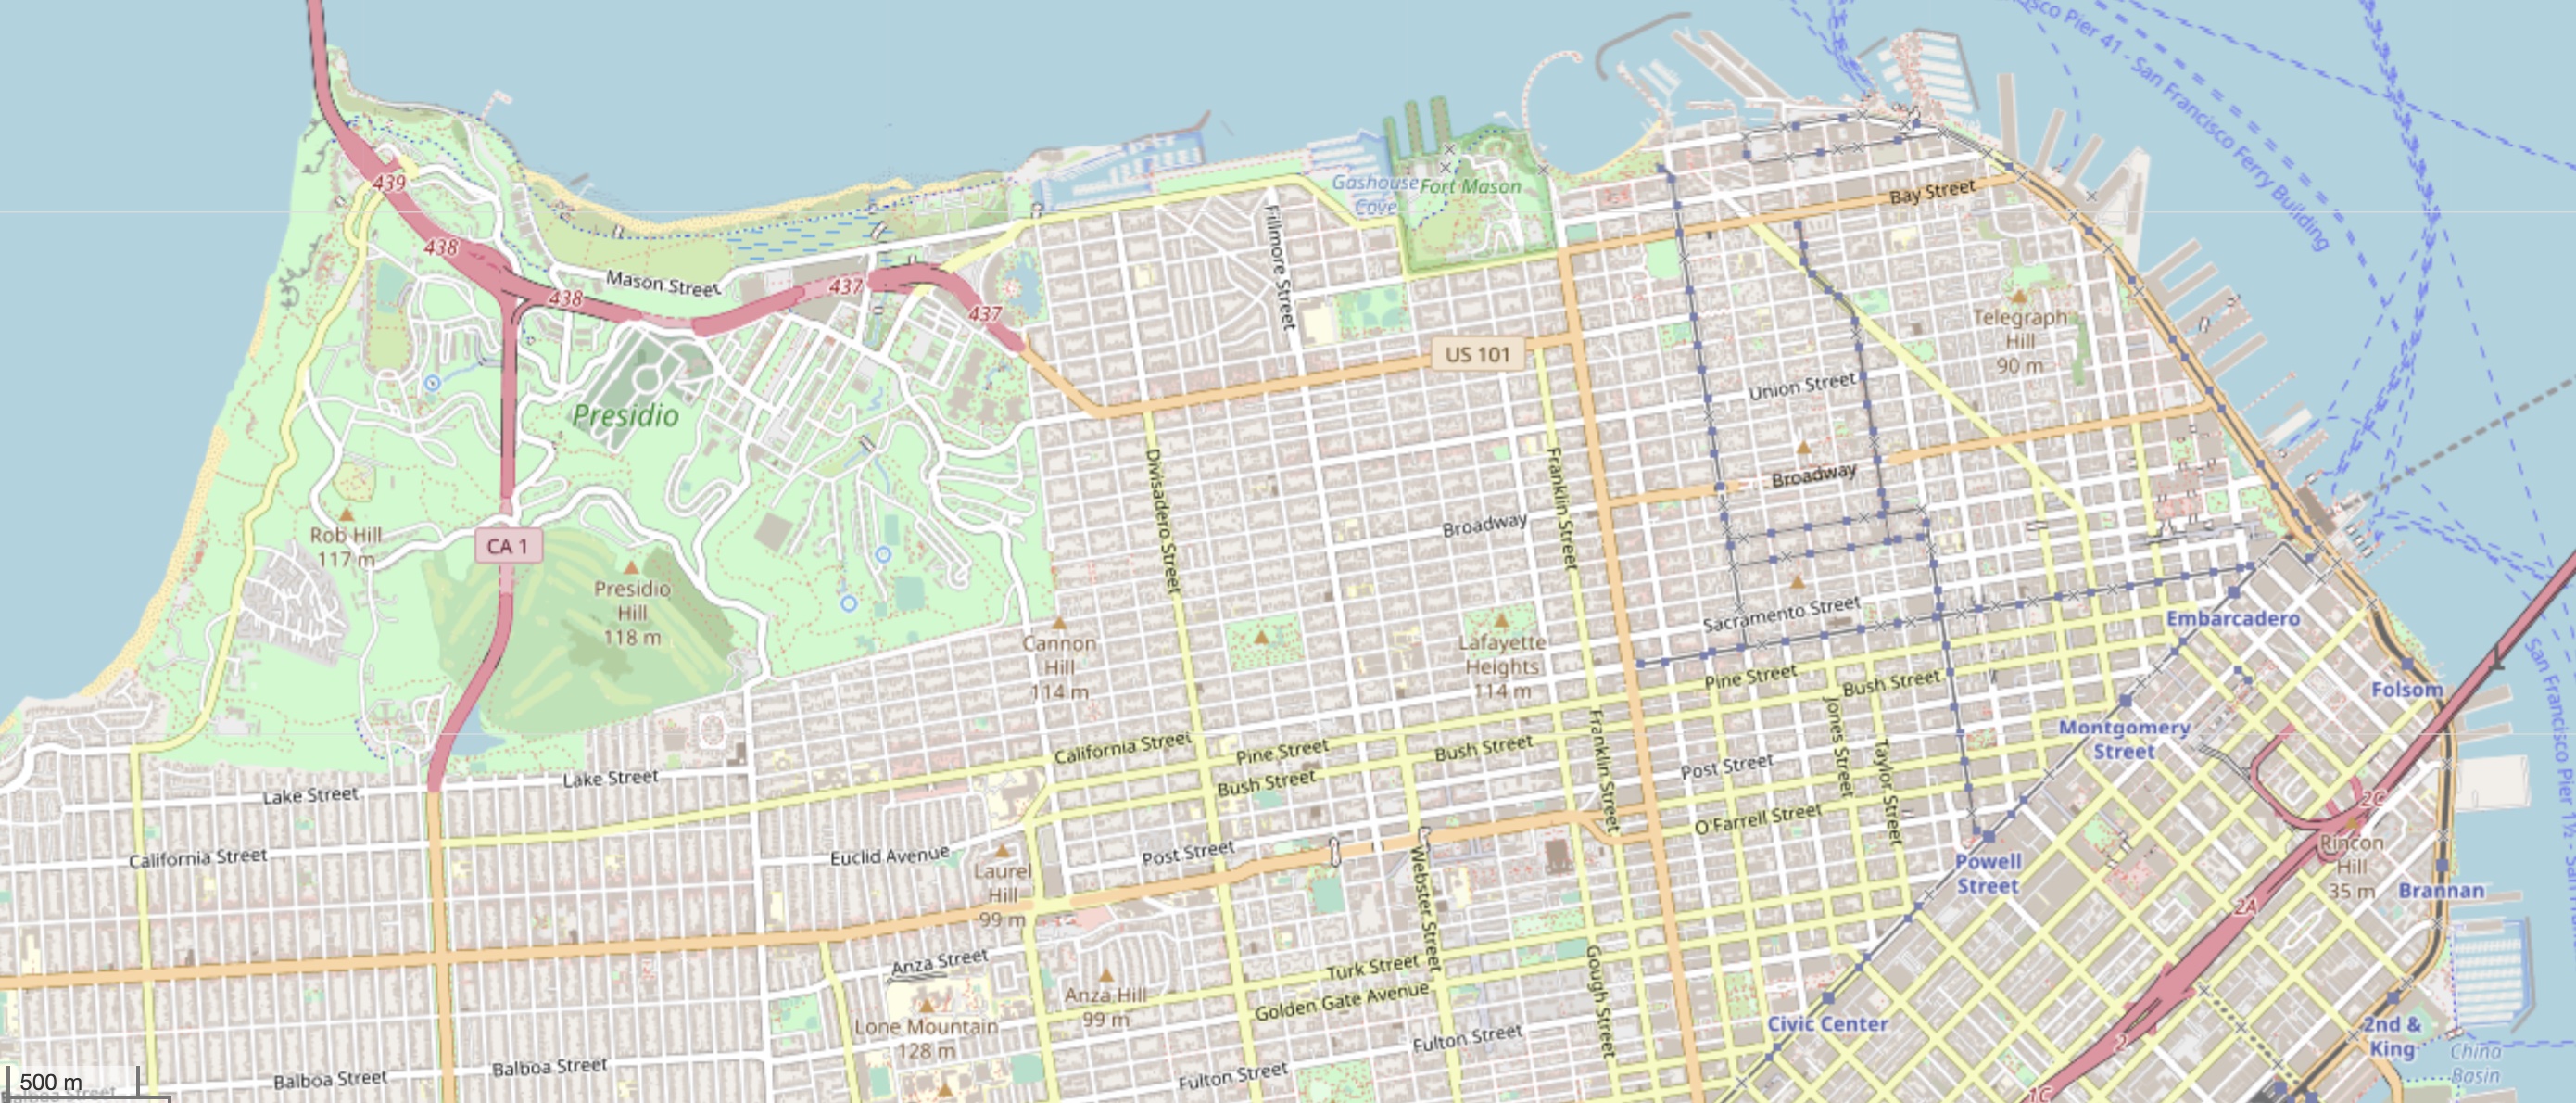 San Francisco Pier 41 - San Francisco Ferry Building
439
Gashouse
Cove
Fort Mason
Bay Street
Fillmore Street
438
Mason Street
437
438
437
Telegraph
Hill
90 m
US 101
Union Street
Presidio
Divisadero Street
Franklin Street
Broadway
Broadway
Rob Hill
117 m
CA 1
Presidio
Hill
118 m
Sacramento Street
Embarcadero
Cannon
Hill
114 m
Lafayette
Heights
114 m
Pine Street
Bush Street
Folsom
San Francisco Pier 1½ - San
Montgomery
Street
California Street
Pine Street
Bush Street
Bush Street
Franklin Street
Jones Street
Taylor Street
Post Street
Lake Street
Lake Street
2C
O'Farrell Street
California Street
Euclid Avenue
Post Street
Laurel
Hill
99 m
Webster Street
Powell
Street
Rincon
Hill
35 m
Brannan
2A
Anza Street
Turk Street
Gough Street
Anza Hill
99 m
Golden Gate Avenue
Lone Mountain
128 m
Fulton Street
Civic Center
2nd &
King
2
China
Basin
Balboa Street
Balboa Street
Fulton Street
500 m
1C